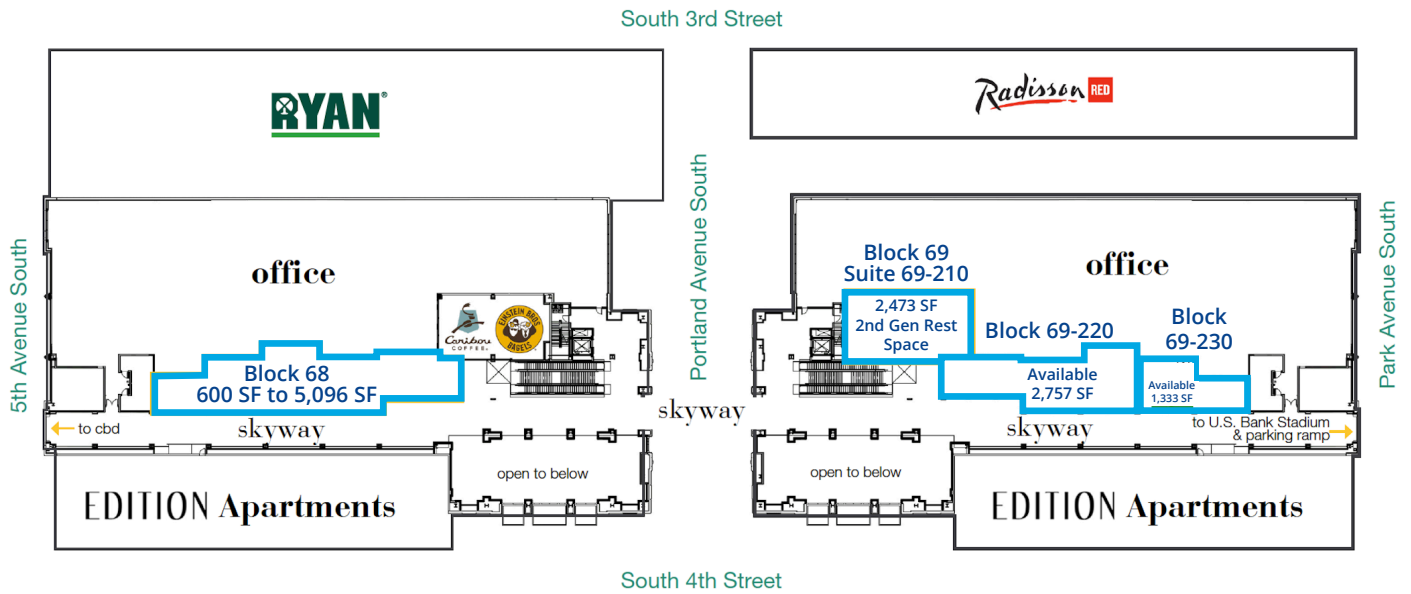 South 3rd Street
RYAN®
Radisson RED
5th Avenue South
Portland Avenue South
Park Avenue South
office
Caribou
COFFEE
EINSTEIN BROS
BAGELS
Block 68
600 SF to 5,096 SF
skyway
to cbd
EDITION Apartments
open to below
skyway
office
Block 69
Suite 69-210
2,473 SF
2nd Gen Rest
Space
Block 69-220
Available
2,757 SF
Block
69-230
Available
1,333 SF
skyway
to U.S. Bank Stadium
& parking ramp
open to below
EDITION Apartments
South 4th Street